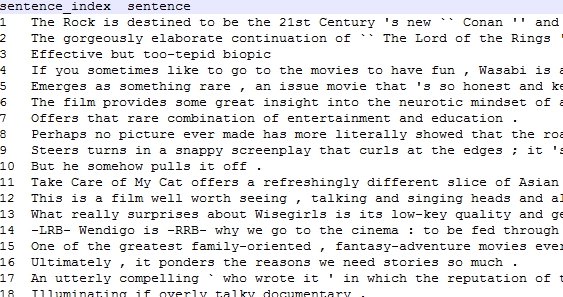 sentence_index sentence
1 The Rock is destined to be the 21st Century 's new `` Conan '' and
2 The gorgeously elaborate continuation of `` The Lord of the Rings '
3 Effective but too-tepid biopic
4 If you sometimes like to go to the movies to have fun , Wasabi is a
5 Emerges as something rare , an issue movie that 's so honest and ke
6 The film provides some great insight into the neurotic mindset of a
7 Offers that rare combination of entertainment and education .
8 Perhaps no picture ever made has more literally showed that the roa
9 Steers turns in a snappy screenplay that curls at the edges ; it 's
10 But he somehow pulls it off .
11 Take Care of My Cat offers a refreshingly different slice of Asian
12 This is a film well worth seeing , talking and singing heads and al
13 What really surprises about Wisegirls is its low-key quality and ge
14 -LRB- Wendigo is -RRB- why we go to the cinema : to be fed through
15 One of the greatest family-oriented , fantasy-adventure movies ever
16 Ultimately , it ponders the reasons we need stories so much .
17 An utterly compelling ` who wrote it ' in which the reputation of t
18 Illuminating if overly talky documentary .